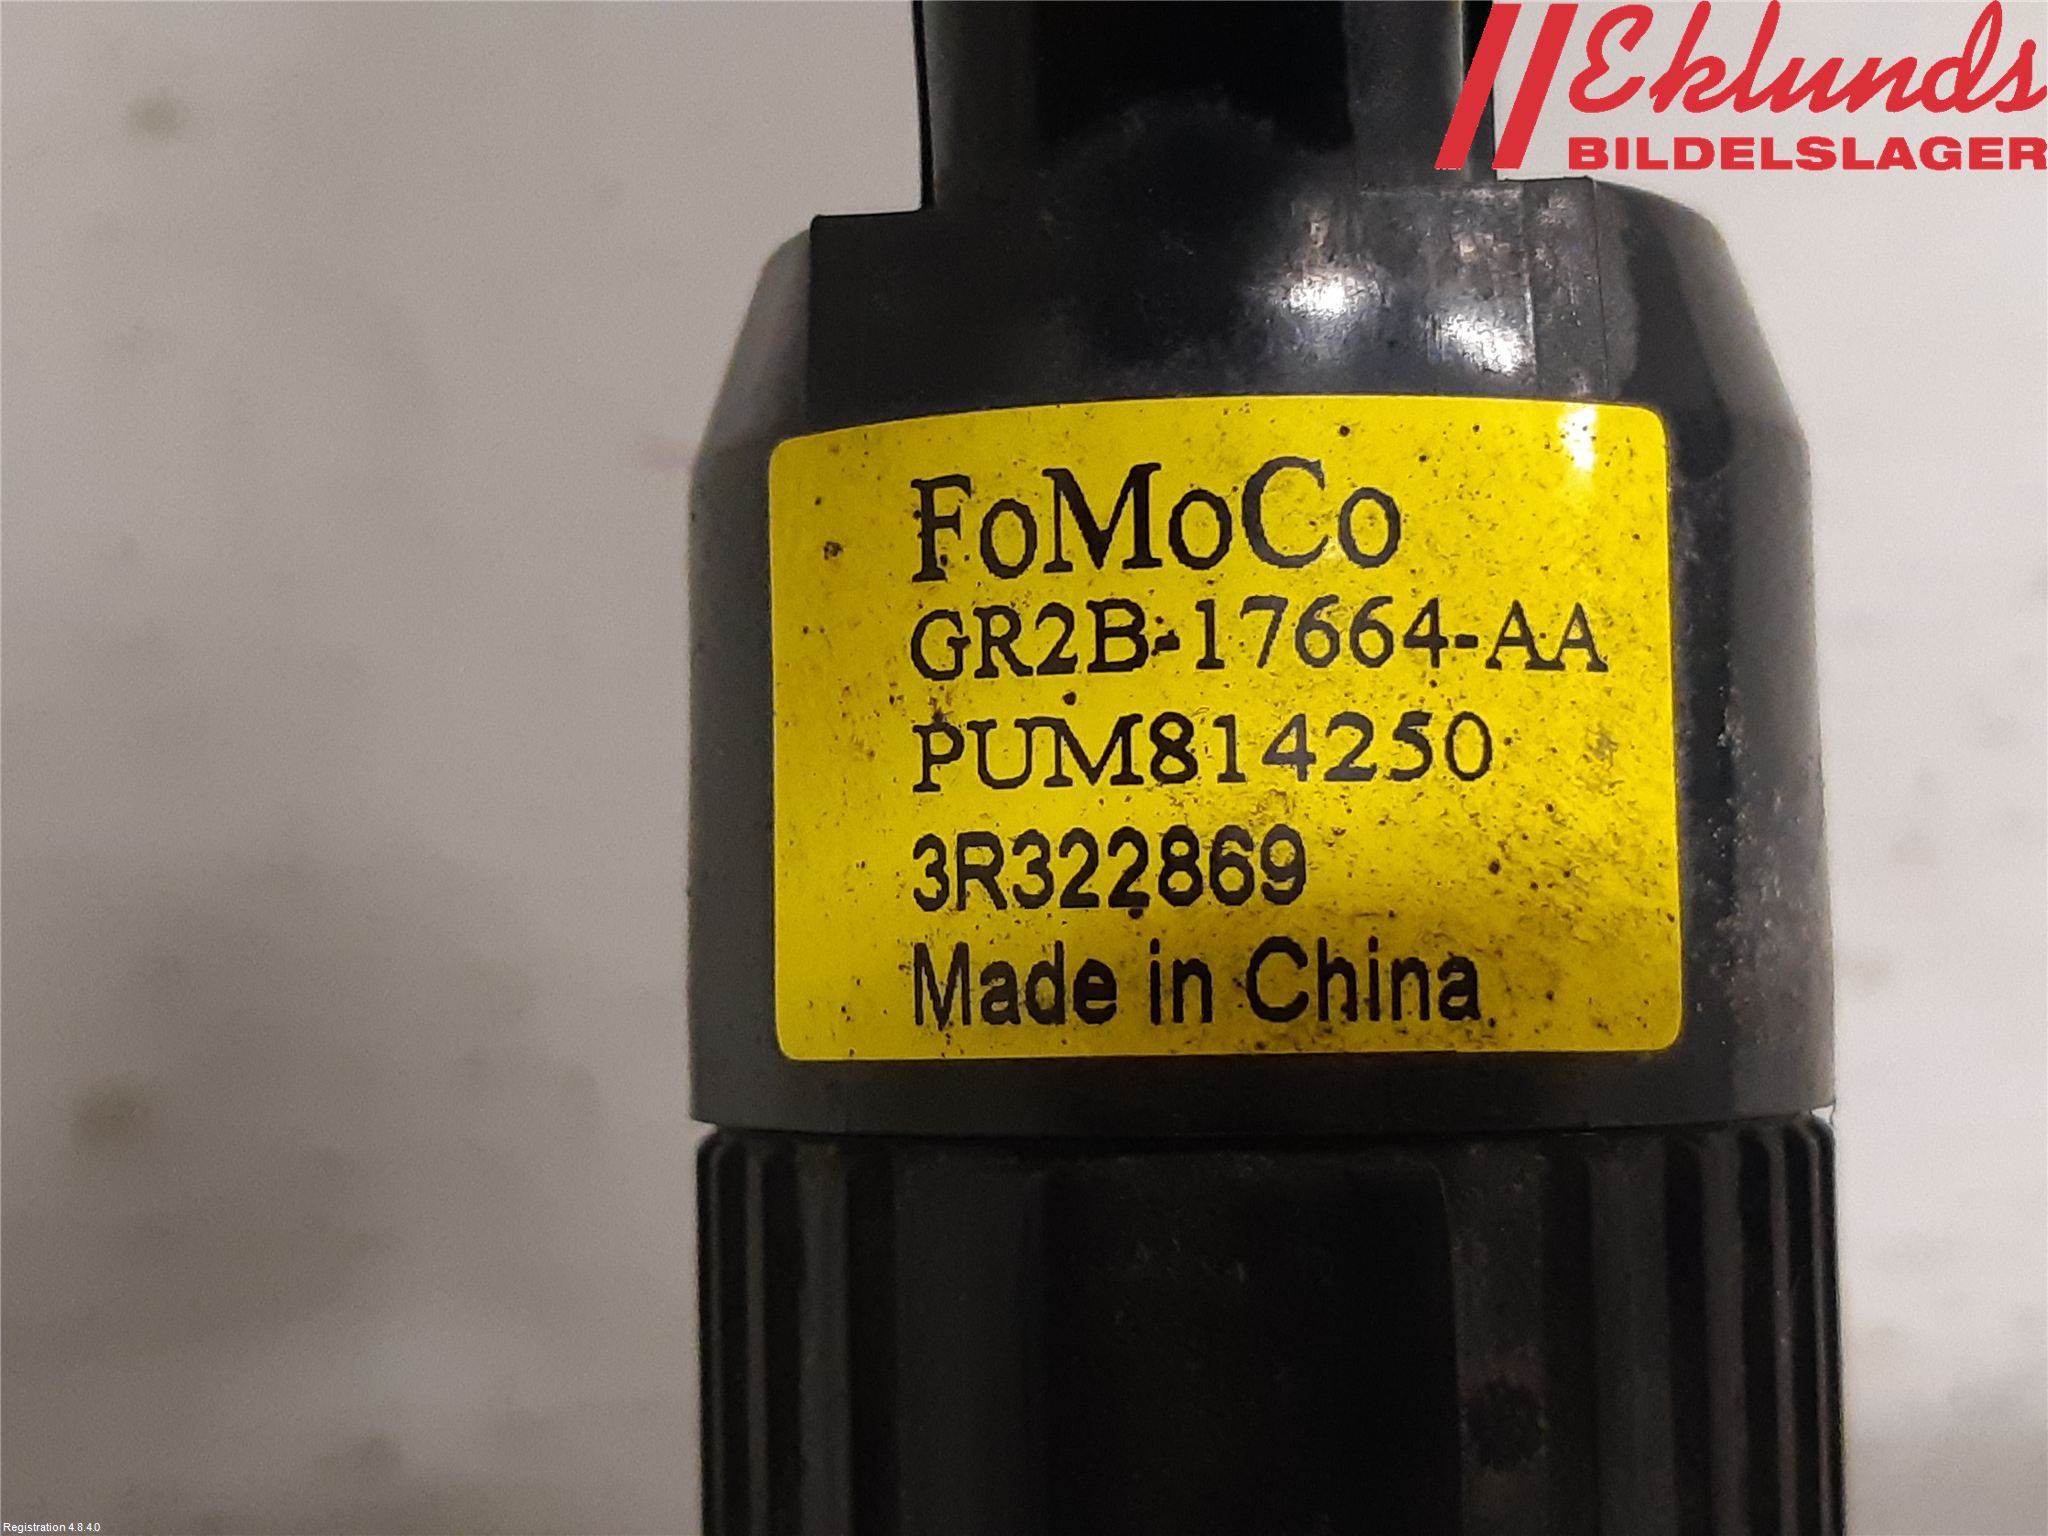 Eklunds
BILDELSLAGER
FoMoCo
GR2B-17664-AA
PUM814250
3R322869
Made in China
Registration 4.8.4.0